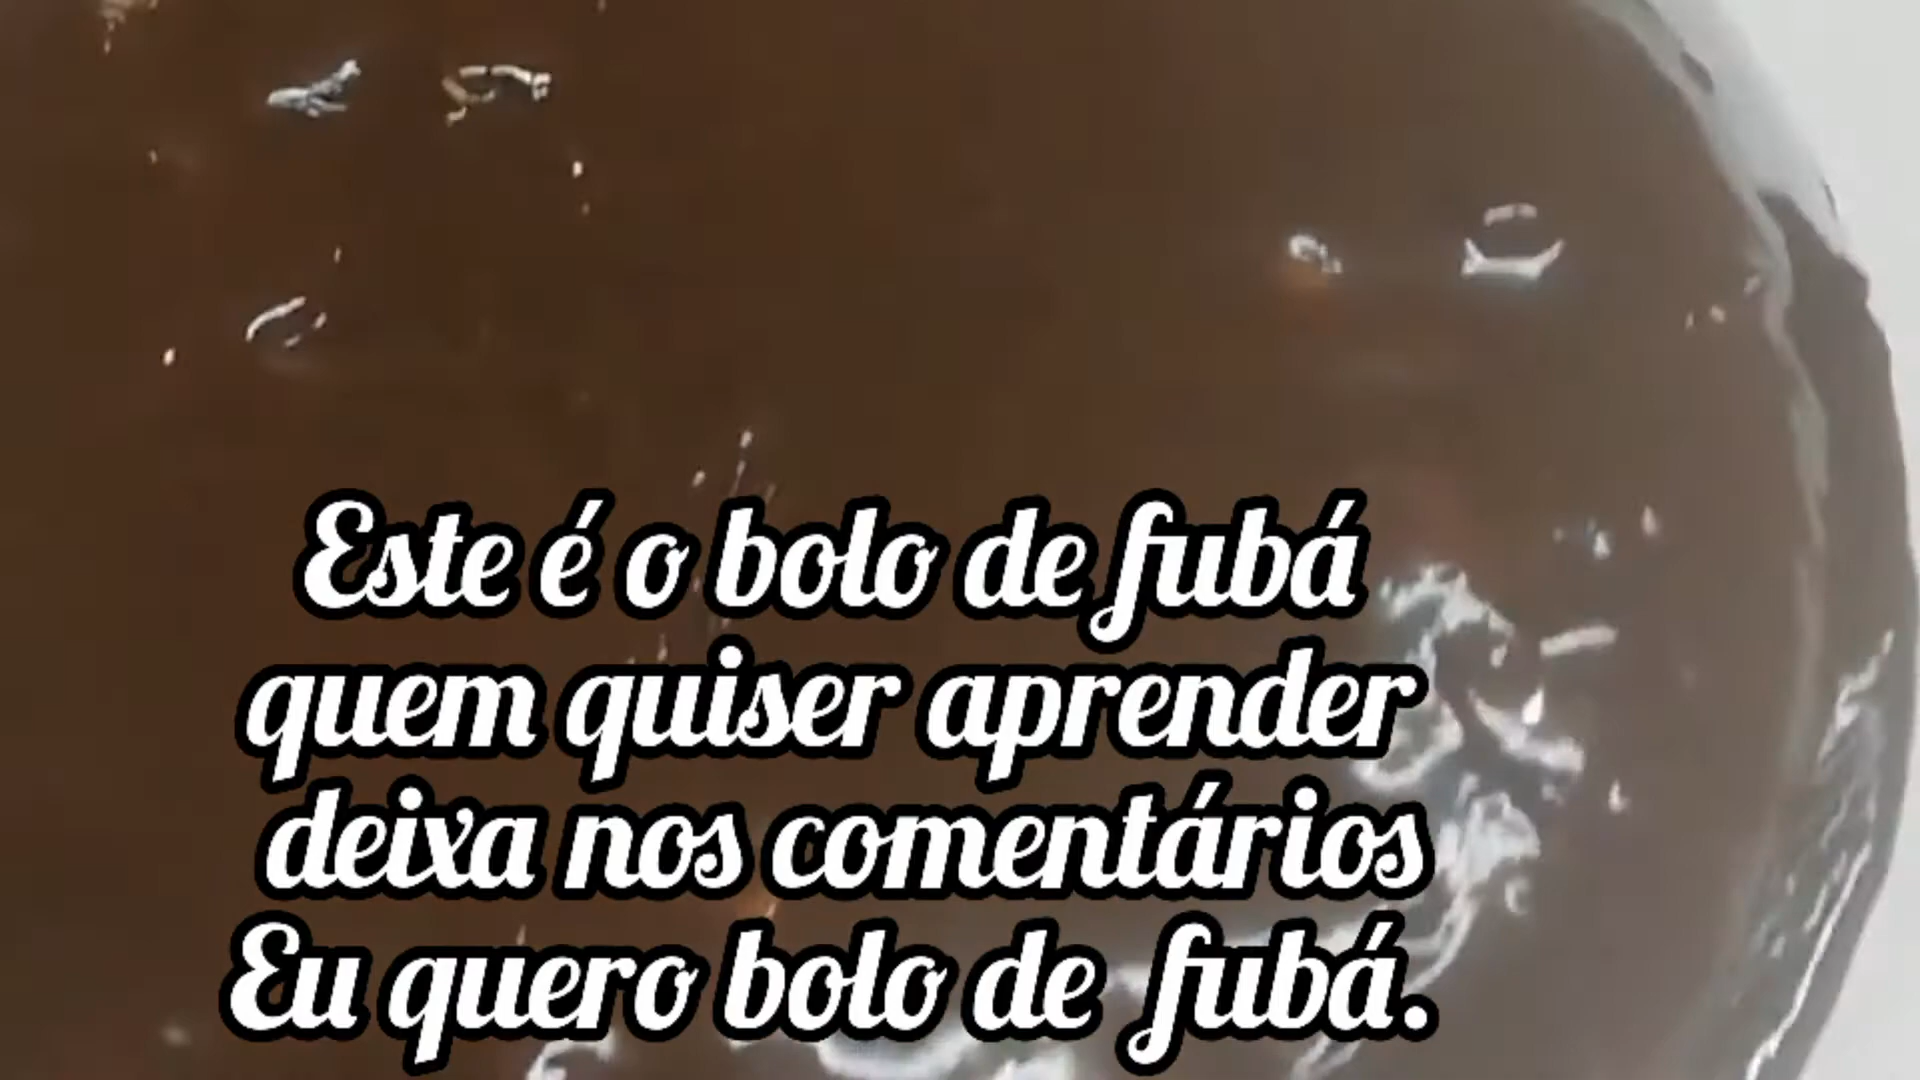 Este é o bolo de fubá
quem quiser aprender
deixa nos comentários
Eu quero bolo de fubá.